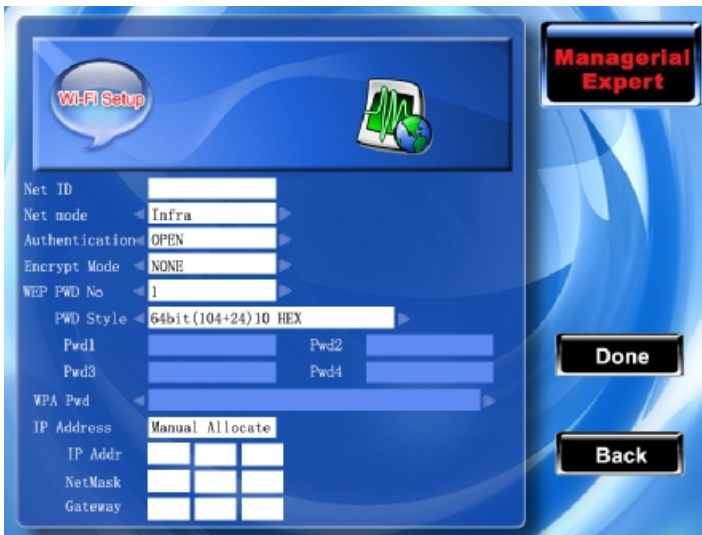 Wi-Fi Setup
Managerial
Expert
Net ID
Net mode Infra
Authentication OPEN
Encrypt Mode NONE
WEP PWD No 1
PWD Style 64bit(104+24)10 HEX
Pwd1 Pwd2
Pwd3 Pwd4
WPA Pwd
IP Address Manual Allocate
IP Addr
NetMask
Gateway
Done
Back